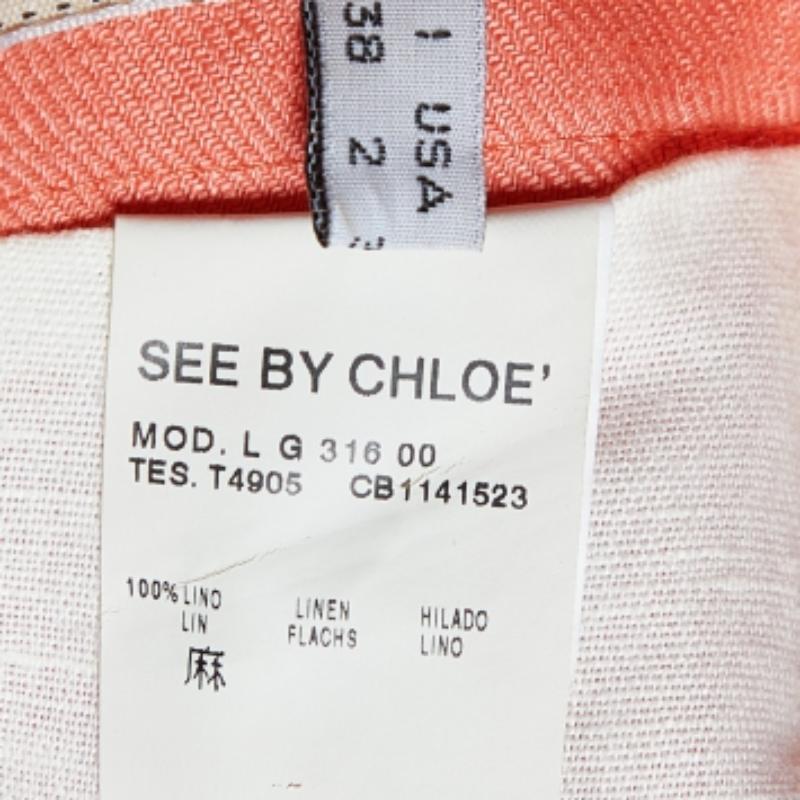 I USA
38 2
SEE BY CHLOE'
MOD. L G 316 00
TES. T4905 CB1141523
100% LINO LINEN HILADO
LIN FLACHS LINO
麻